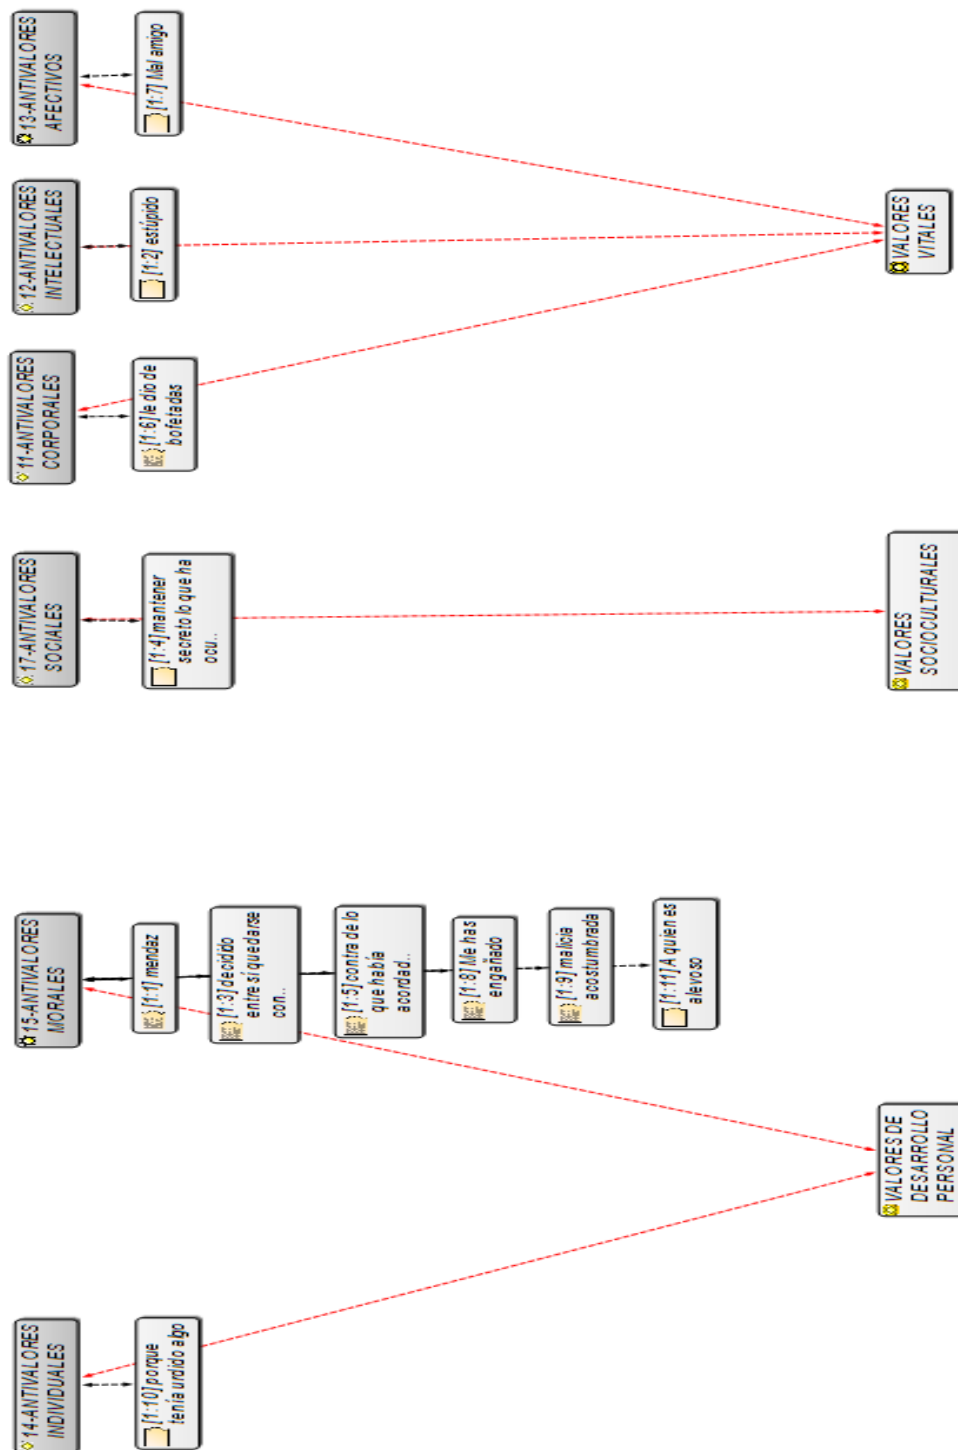 14-ANTIVALORES
INDIVIDUALES
15-ANTIVALORES
MORALES
17-ANTIVALORES
SOCIALES
11-ANTIVALORES
CORPORALES
12-ANTIVALORES
INTELECTUALES
13-ANTIVALORES
AFECTIVOS
[1:10] porque
tenía urdido algo
[1:1] mendaz
[1:3] decidido
entre sí quedarse
con..
[1:5] contra de lo
que había
acordad..
[1:8] Me has
engañado
[1:9] malicia
acostumbrada
[1:11] A quien es
alevoso
[1:4] mantener
secreto lo que ha
ocu..
[1:6] le dio de
bofetadas
[1:2] estúpido
[1:7] Mal amigo
VALORES DE
DESARROLLO
PERSONAL
VALORES
SOCIOCULTURALES
VALORES
VITALES